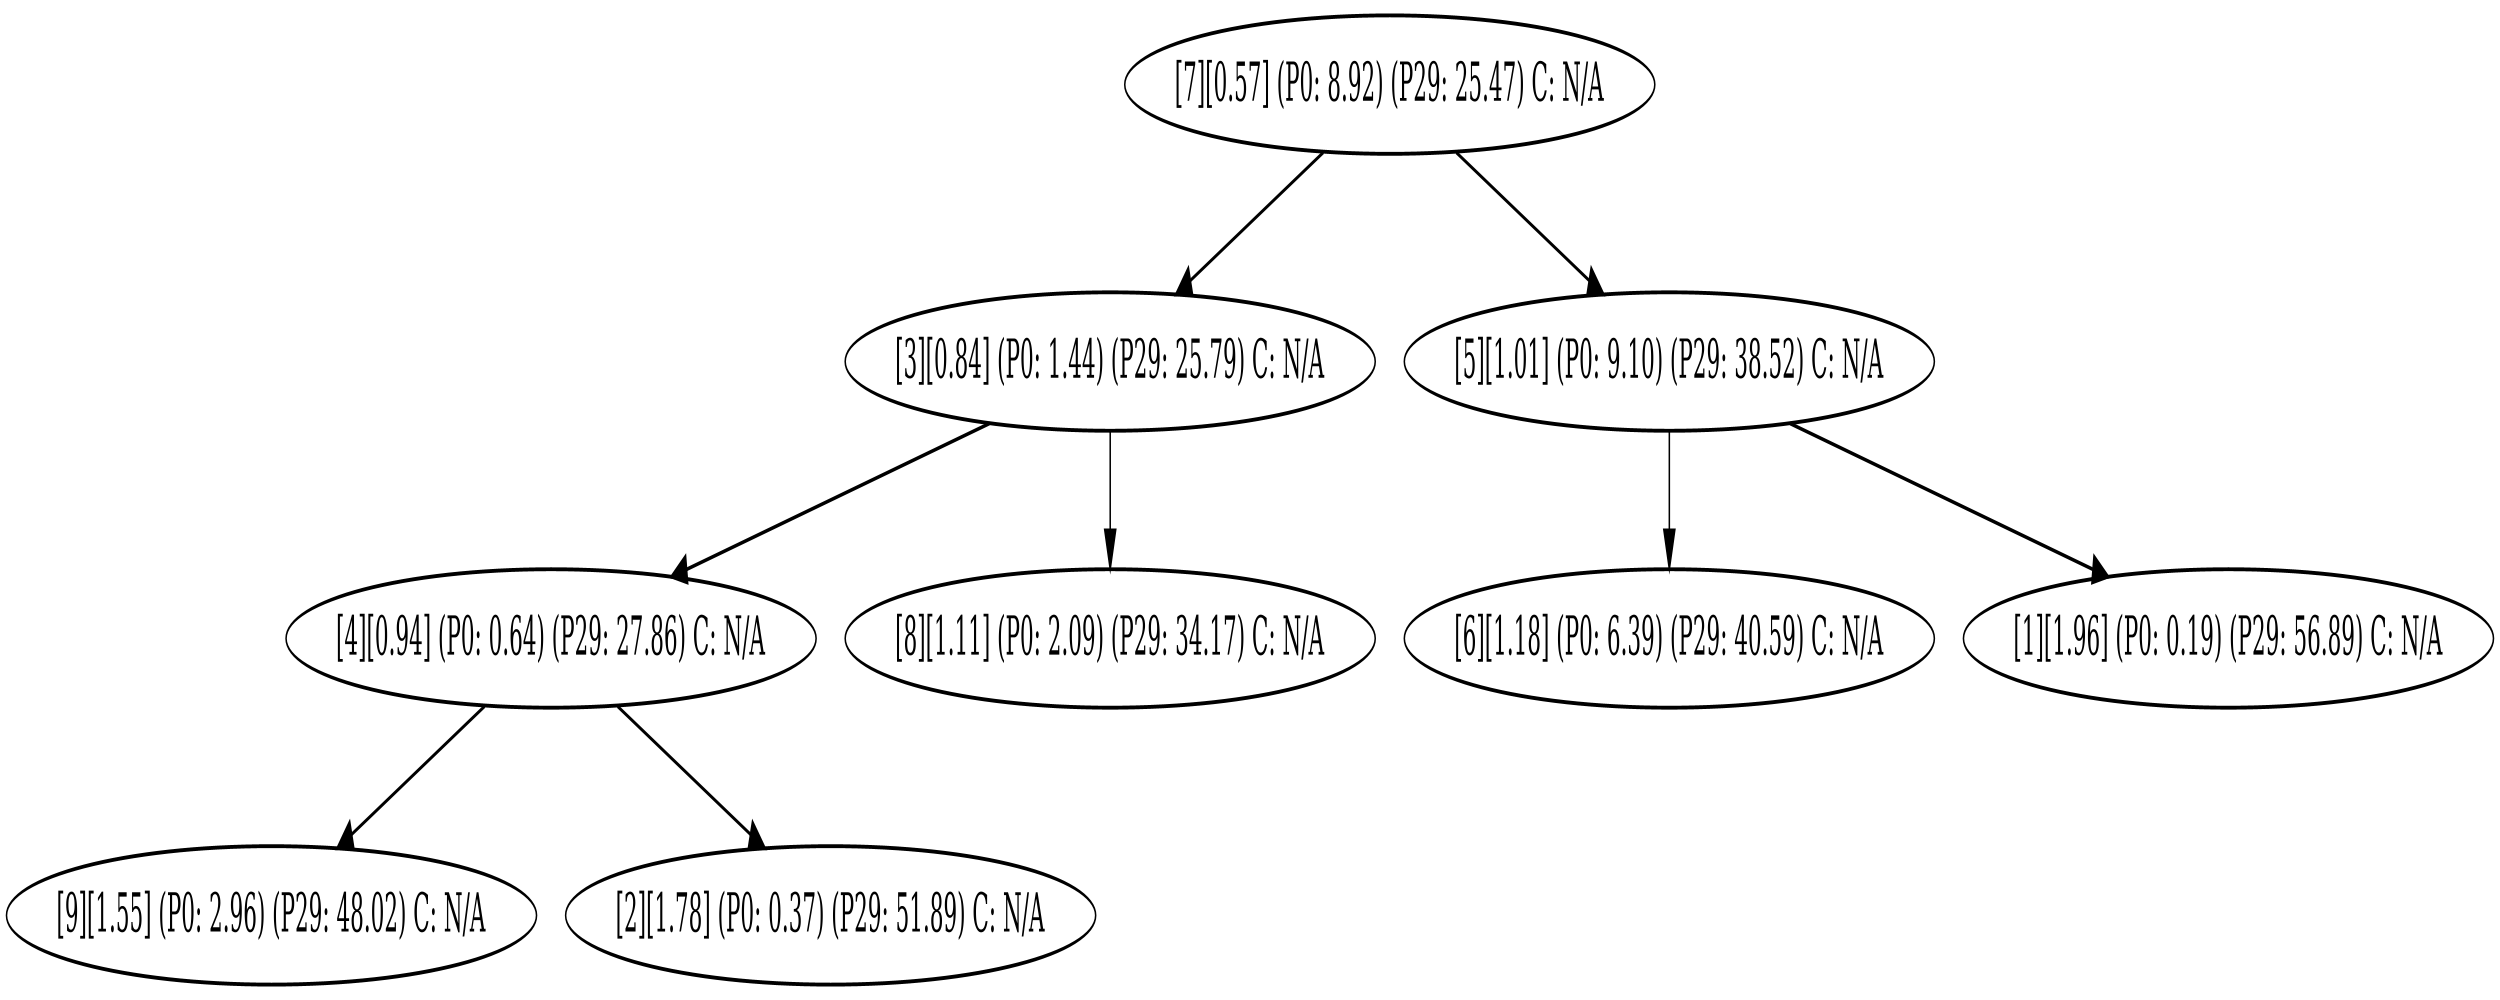 [7][0.57] (P0: 8.92) (P29: 25.47) C: N/A
[3][0.84] (P0: 1.44) (P29: 25.79) C: N/A
[5][1.01] (P0: 9.10) (P29: 38.52) C: N/A
[4][0.94] (P0: 0.64) (P29: 27.86) C: N/A
[8][1.11] (P0: 2.09) (P29: 34.17) C: N/A
[6][1.18] (P0: 6.39) (P29: 40.59) C: N/A
[1][1.96] (P0: 0.19) (P29: 56.89) C: N/A
[9][1.55] (P0: 2.96) (P29: 48.02) C: N/A
[2][1.78] (P0: 0.37) (P29: 51.89) C: N/A